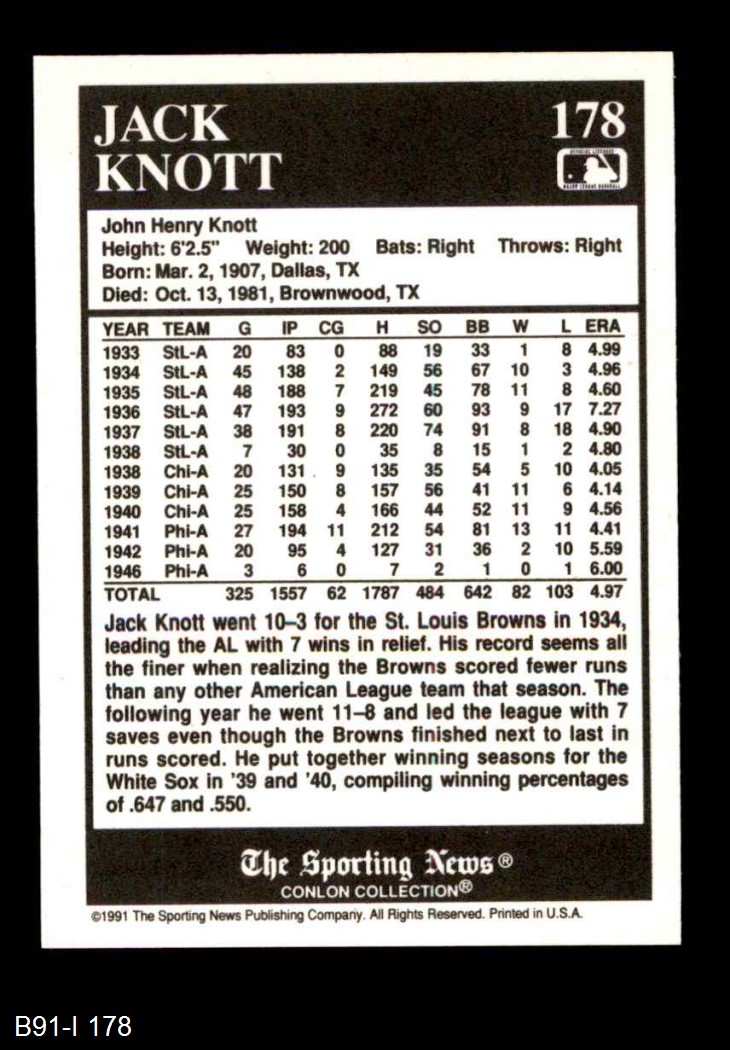 JACK
KNOTT
178
OFFICIAL LICENSEE
MAJOR LEAGUE BASEBALL
John Henry Knott
Height: 6'2.5" Weight: 200 Bats: Right Throws: Right
Born: Mar. 2, 1907, Dallas, TX
Died: Oct. 13, 1981, Brownwood, TX
YEAR TEAM G IP CG H SO BB W L ERA
1933 StL-A 20 83 0 88 19 33 1 8 4.99
1934 StL-A 45 138 2 149 56 67 10 3 4.96
1935 StL-A 48 188 7 219 45 78 11 8 4.60
1936 StL-A 47 193 9 272 60 93 9 17 7.27
1937 StL-A 38 191 8 220 74 91 8 18 4.90
1938 StL-A 7 30 0 35 8 15 1 2 4.80
1938 Chi-A 20 131 9 135 35 54 5 10 4.05
1939 Chi-A 25 150 8 157 56 41 11 6 4.14
1940 Chi-A 25 158 4 166 44 52 11 9 4.56
1941 Phi-A 27 194 11 212 54 81 13 11 4.41
1942 Phi-A 20 95 4 127 31 36 2 10 5.59
1946 Phi-A 3 6 0 7 2 1 0 1 6.00
TOTAL 325 1557 62 1787 484 642 82 103 4.97
Jack Knott went 10–3 for the St. Louis Browns in 1934,
leading the AL with 7 wins in relief. His record seems all
the finer when realizing the Browns scored fewer runs
than any other American League team that season. The
following year he went 11–8 and led the league with 7
saves even though the Browns finished next to last in
runs scored. He put together winning seasons for the
White Sox in '39 and '40, compiling winning percentages
of .647 and .550.
The Sporting News®
CONLON COLLECTION®
©1991 The Sporting News Publishing Company. All Rights Reserved. Printed in U.S.A.
B91-I 178